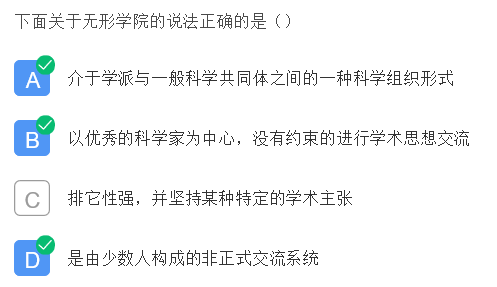 下面关于无形学院的说法正确的是（）
A 介于学派与一般科学共同体之间的一种科学组织形式
B 以优秀的科学家为中心，没有约束的进行学术思想交流
C 排它性强，并坚持某种特定的学术主张
D 是由少数人构成的非正式交流系统